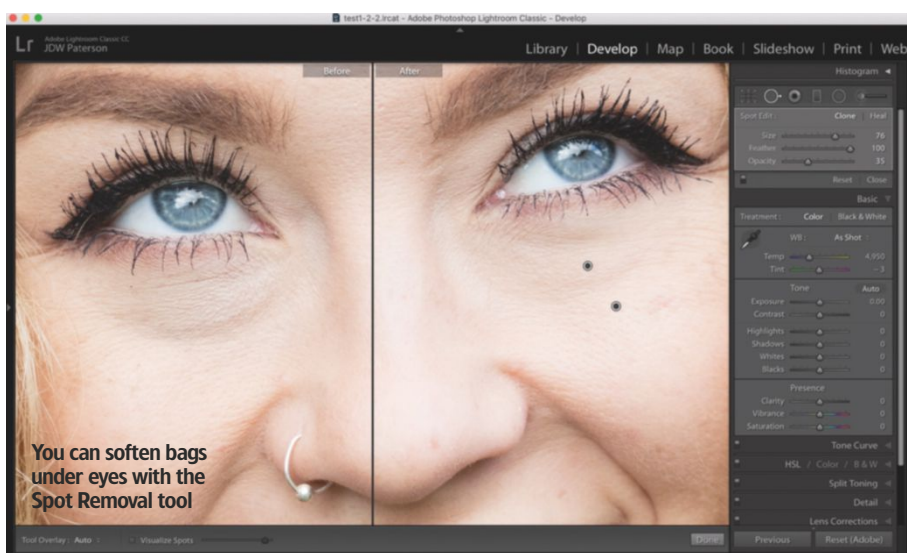 test1-2-2.lrcat - Adobe Photoshop Lightroom Classic - Develop
Lr
Adobe Lightroom Classic CC
JDW Paterson
Library | Develop | Map | Book | Slideshow | Print | Web
Before
After
Histogram
Spot Edit : Clone | Heal
Size 76
Feather 100
Opacity 35
Reset Close
Basic
Treatment : Color | Black & White
WB : As Shot
Temp 4,950
Tint - 3
Tone Auto
Exposure 0.00
Contrast 0
Highlights 0
Shadows 0
Whites 0
Blacks 0
Presence
Clarity 0
Vibrance 0
Saturation 0
Tone Curve
HSL / Color / B & W
Split Toning
Detail
Lens Corrections
You can soften bags
under eyes with the
Spot Removal tool
Tool Overlay : Auto
Visualize Spots
Done
Previous
Reset (Adobe)